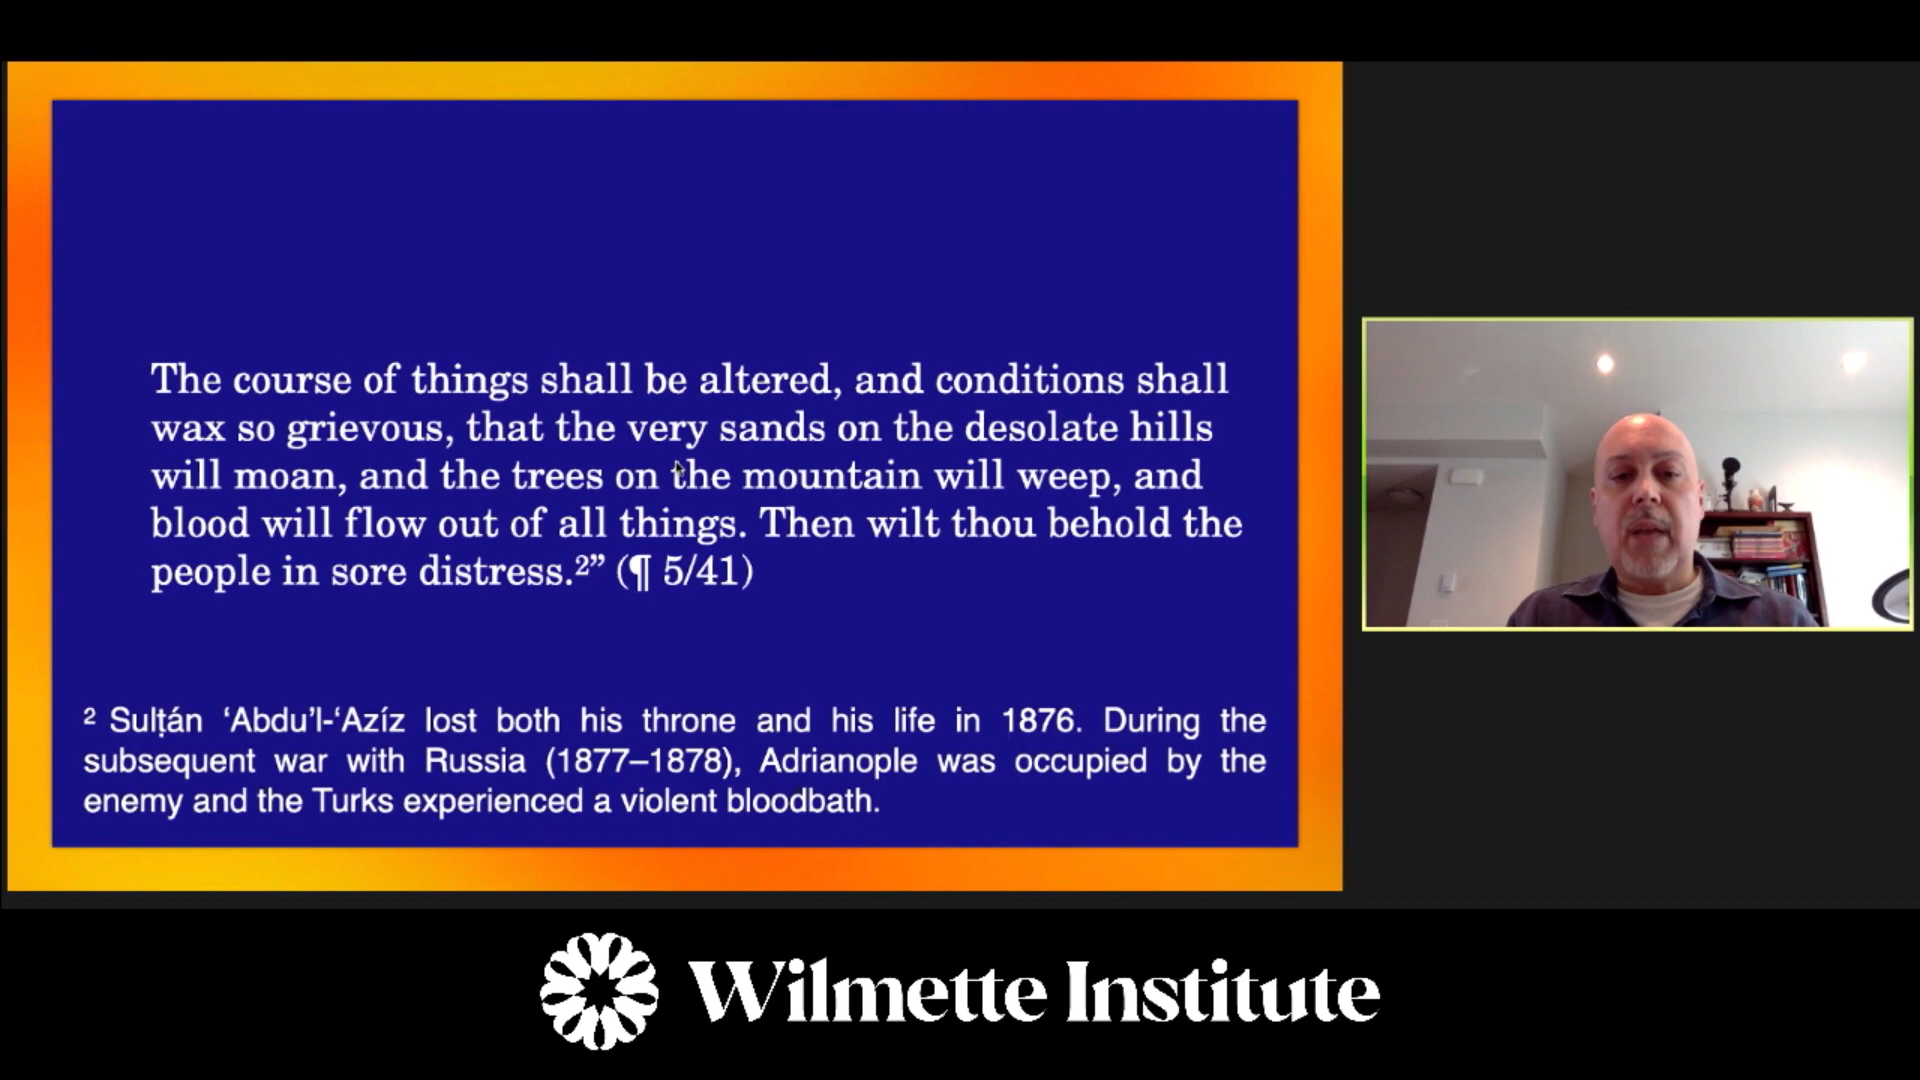 The course of things shall be altered, and conditions shall
wax so grievous, that the very sands on the desolate hills
will moan, and the trees on the mountain will weep, and
blood will flow out of all things. Then wilt thou behold the
people in sore distress.²” (¶ 5/41)
² Sulṭán ‘Abdu’l-‘Azíz lost both his throne and his life in 1876. During the
subsequent war with Russia (1877–1878), Adrianople was occupied by the
enemy and the Turks experienced a violent bloodbath.
Wilmette Institute